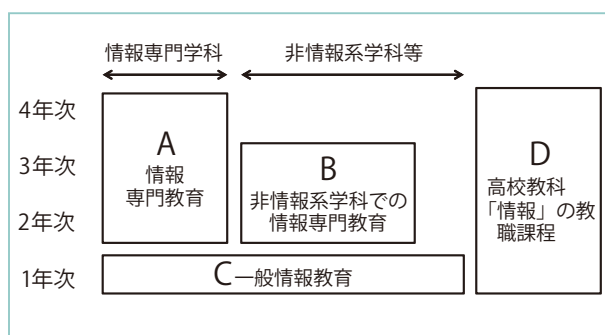 情報専門学科
非情報系学科等
4年次
3年次
2年次
1年次
A
情報
専門教育
B
非情報系学科での
情報専門教育
C一般情報教育
D
高校教科
「情報」の教
職課程